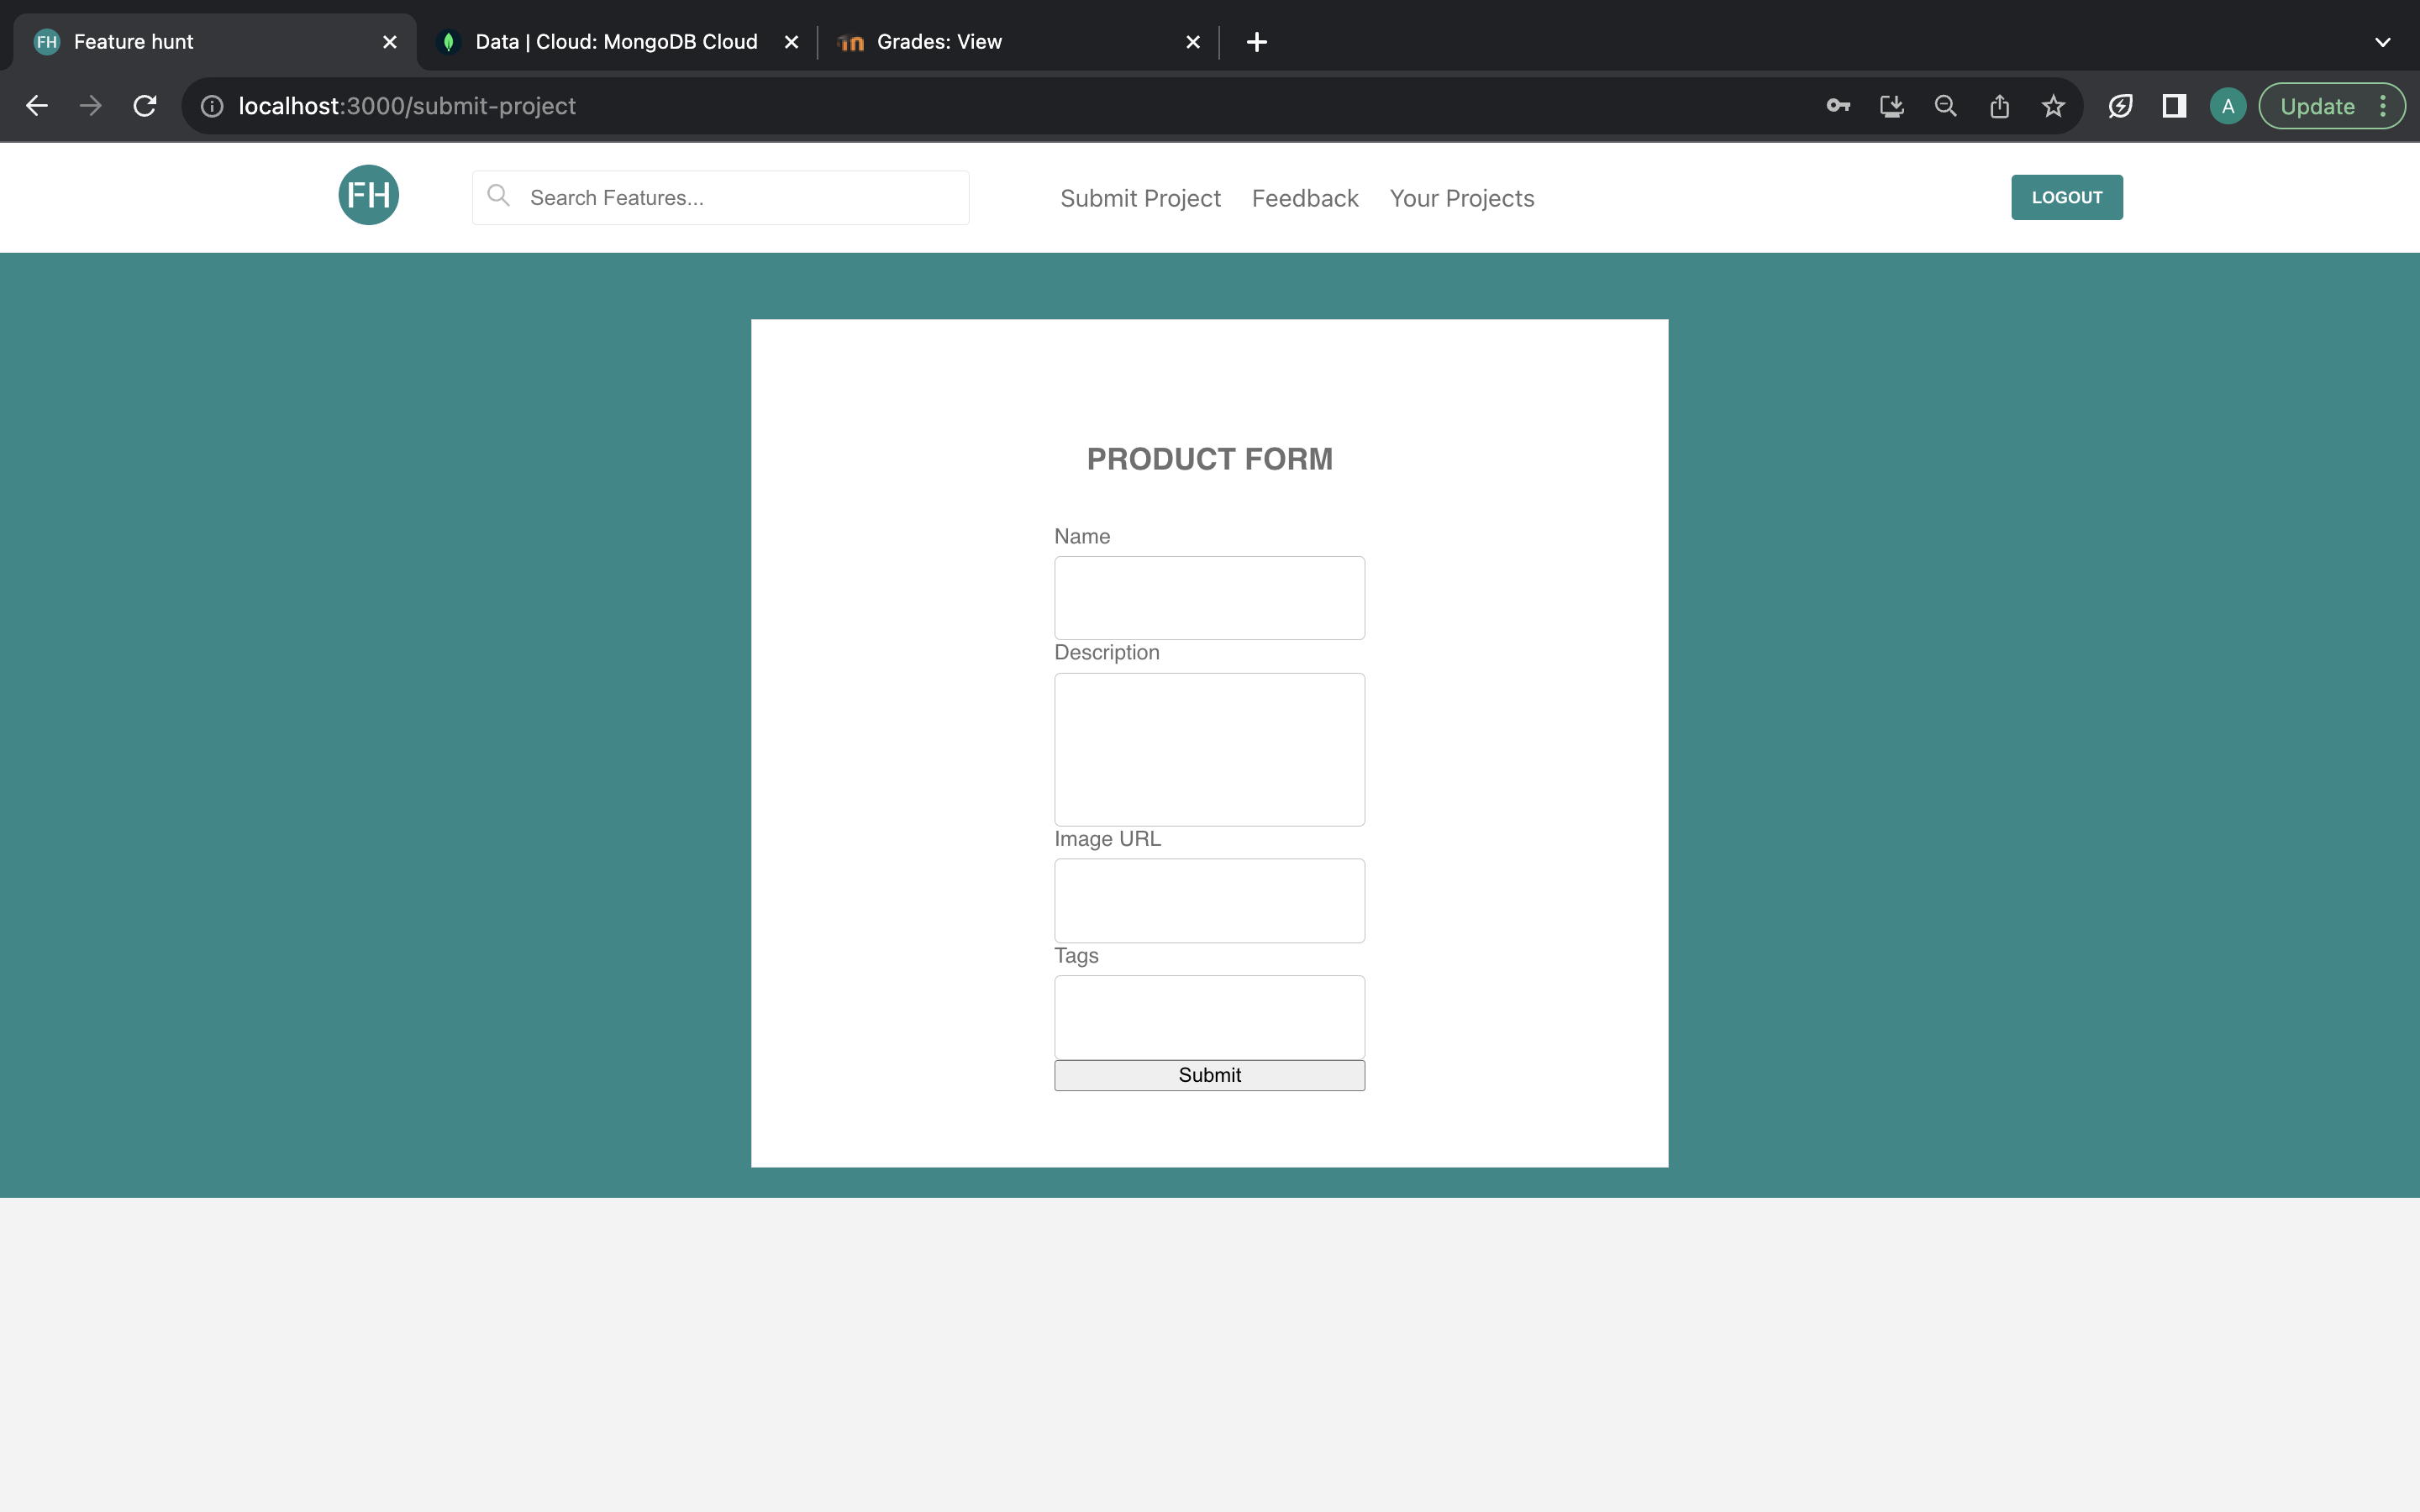 FH Feature hunt Data | Cloud: MongoDB Cloud Grades: View
localhost:3000/submit-project A Update
FH Search Features... Submit Project Feedback Your Projects LOGOUT
PRODUCT FORM
Name
Description
Image URL
Tags
Submit